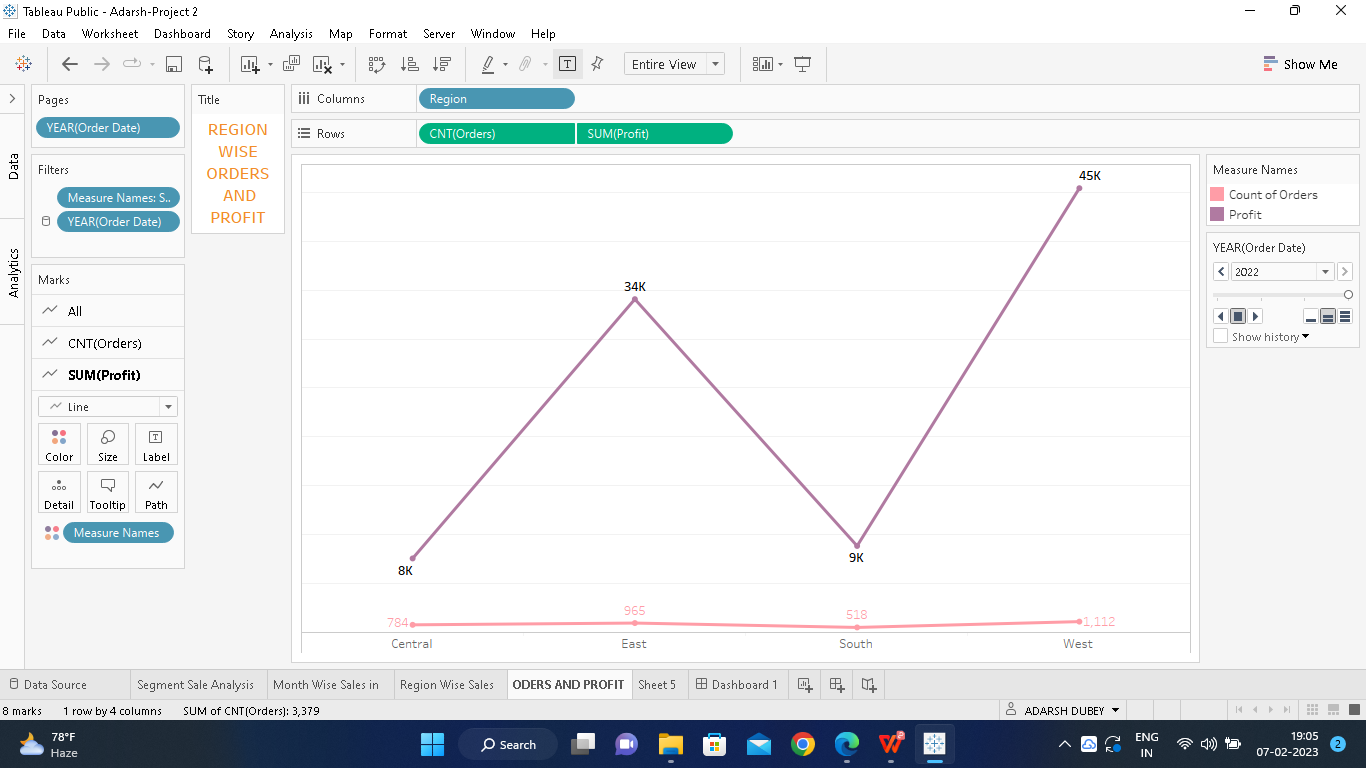 Tableau Public - Adarsh-Project 2
File Data Worksheet Dashboard Story Analysis Map Format Server Window Help
Entire View
Show Me
Pages
YEAR(Order Date)
Filters
Measure Names: S..
YEAR(Order Date)
Marks
All
CNT(Orders)
SUM(Profit)
Line
Color Size Label
Detail Tooltip Path
Measure Names
Data
Analytics
Title
REGION
WISE
ORDERS
AND
PROFIT
Columns Region
Rows CNT(Orders) SUM(Profit)
45K
34K
9K
8K
784 965 518 1,112
Central East South West
Measure Names
Count of Orders
Profit
YEAR(Order Date)
2022
Show history
Data Source Segment Sale Analysis Month Wise Sales in Region Wise Sales ODERS AND PROFIT Sheet 5 Dashboard 1
8 marks 1 row by 4 columns SUM of CNT(Orders): 3,379 ADARSH DUBEY
78°F
Haze
Search
ENG
IN
19:05
07-02-2023
2